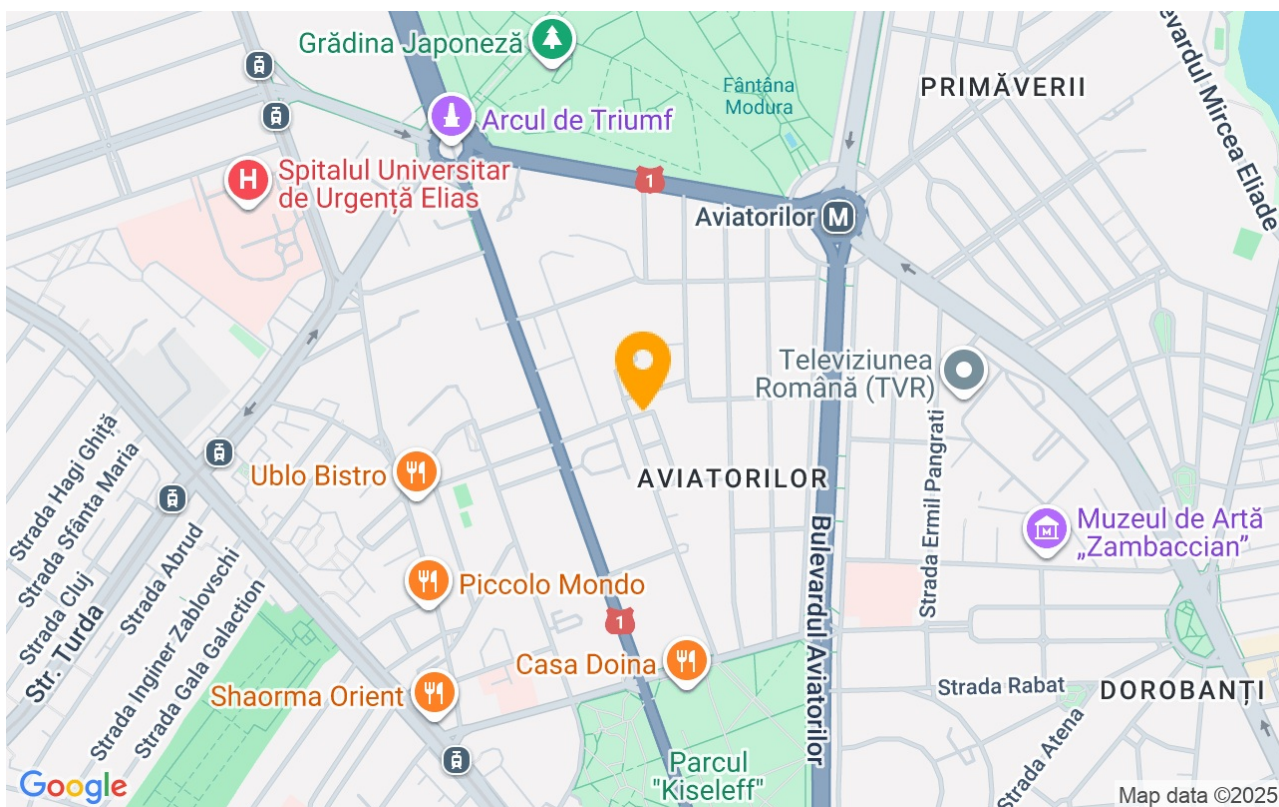 Grădina Japoneză
Fântâna
Modura
PRIMĂVERII
evardul Mircea Eliade
Arcul de Triumf
H
Spitalul Universitar
de Urgență Elias
1
Aviatorilor
M
Televiziunea
Română (TVR)
Strada Hagi Ghiță
Strada Sfânta Maria
Strada Cluj
Str. Turda
Strada Abrud
Strada Inginer Zablovschi
Strada Gala Galaction
Ublo Bistro
AVIATORILOR
Strada Ermil Pangrati
Bulevardul Aviatorilor
M
Muzeul de Artă
„Zambaccian”
Piccolo Mondo
1
Casa Doina
Shaorma Orient
Strada Rabat
DOROBANȚI
Strada Atena
Parcul
"Kiseleff"
Google
Map data ©2025